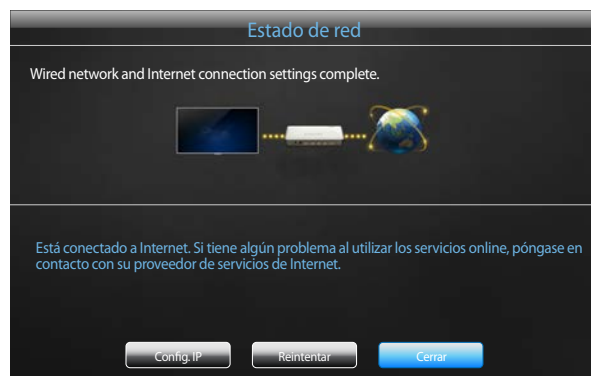 Estado de red
Wired network and Internet connection settings complete.
Está conectado a Internet. Si tiene algún problema al utilizar los servicios online, póngase en
contacto con su proveedor de servicios de Internet.
Config. IP
Reintentar
Cerrar